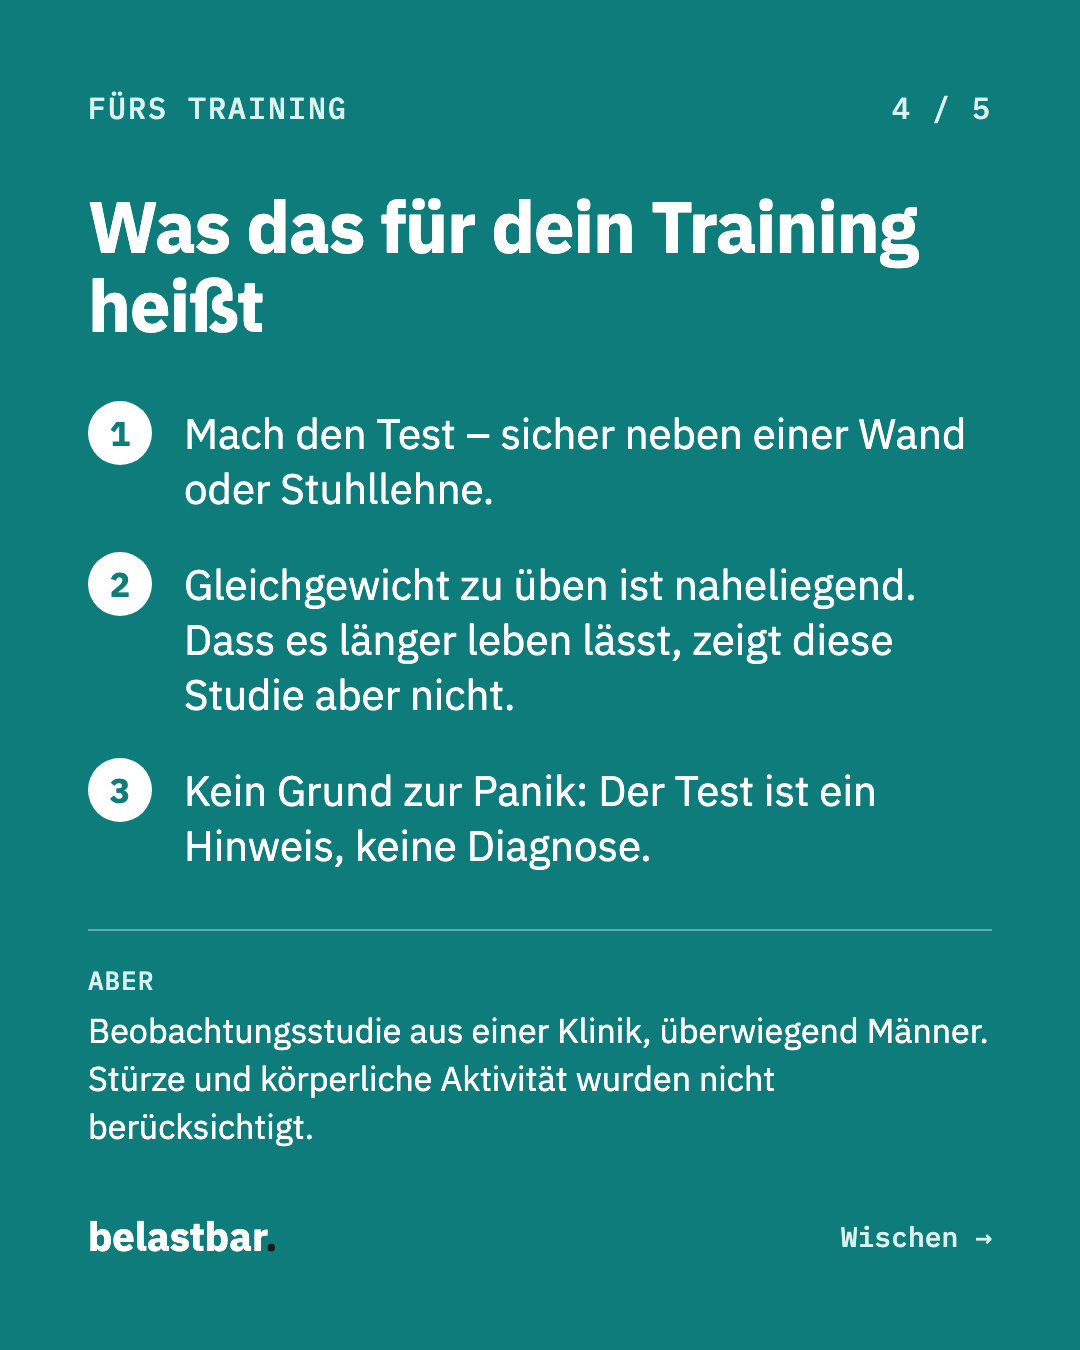 FÜRS TRAINING
4 / 5
Was das für dein Training
heißt
1 Mach den Test – sicher neben einer Wand
oder Stuhllehne.
2 Gleichgewicht zu üben ist naheliegend.
Dass es länger leben lässt, zeigt diese
Studie aber nicht.
3 Kein Grund zur Panik: Der Test ist ein
Hinweis, keine Diagnose.
ABER
Beobachtungsstudie aus einer Klinik, überwiegend Männer.
Stürze und körperliche Aktivität wurden nicht
berücksichtigt.
belastbar.
Wischen →